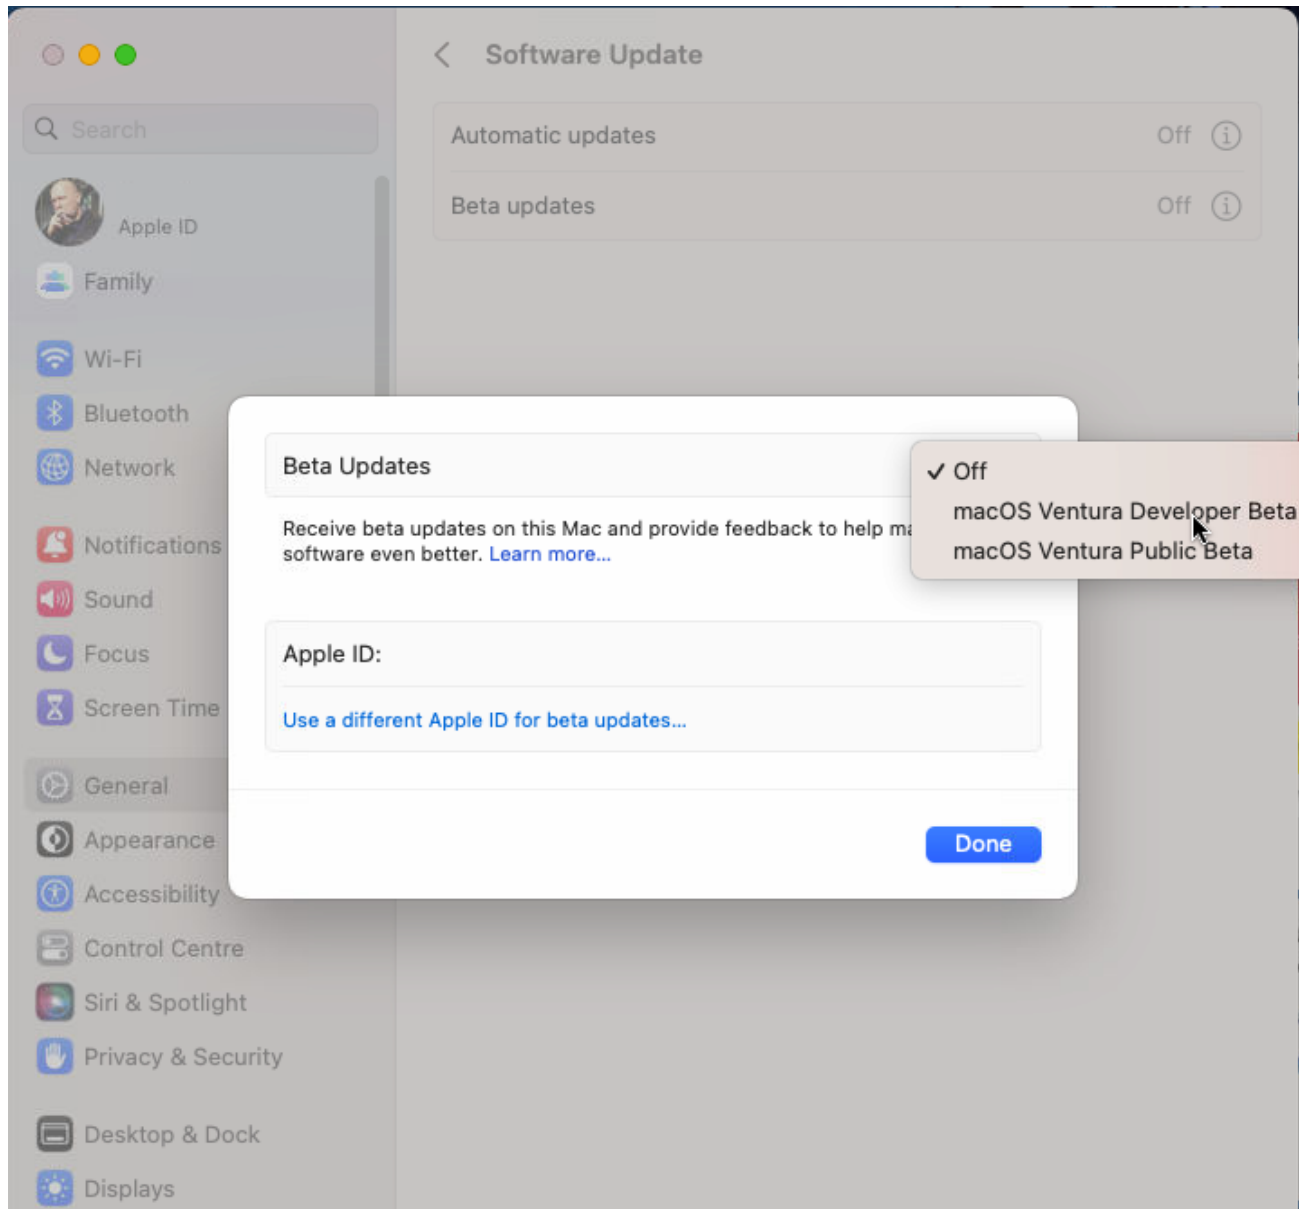 Software Update
Search
Automatic updates
Off
Beta updates
Off
Apple ID
Family
Wi-Fi
Bluetooth
Network
Notifications
Sound
Focus
Screen Time
General
Appearance
Accessibility
Control Centre
Siri & Spotlight
Privacy & Security
Desktop & Dock
Displays
Beta Updates
✓ Off
macOS Ventura Developer Beta
macOS Ventura Public Beta
Receive beta updates on this Mac and provide feedback to help
software even better. Learn more...
Apple ID:
Use a different Apple ID for beta updates...
Done